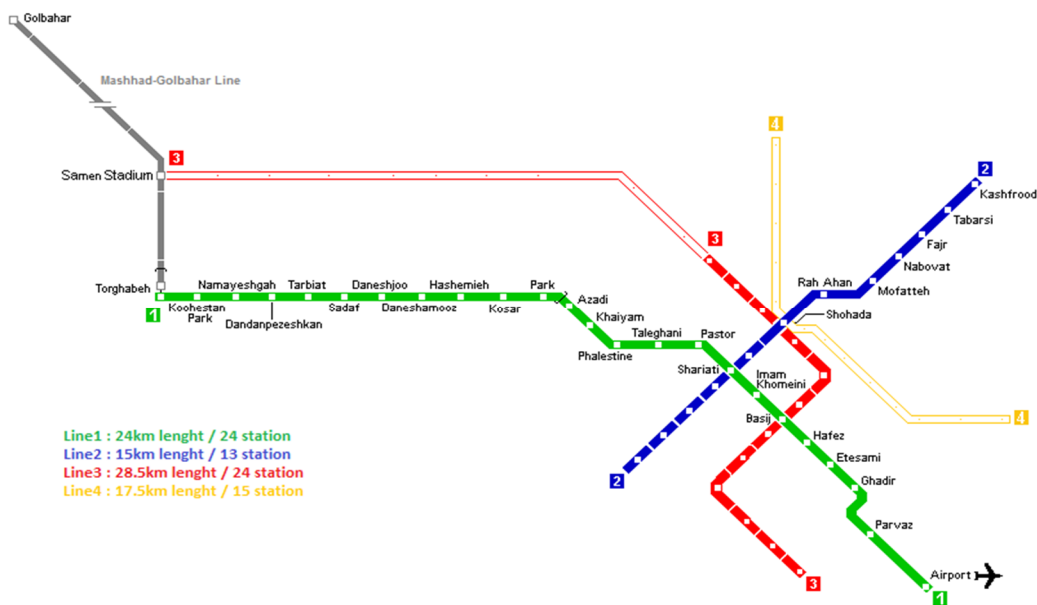 Golbahar
Mashhad-Golbahar Line
4
3
2
Samen Stadium
Kashfrood
Tabarsi
3
Fajr
Nabovat
Rah Ahan
Mofatteh
Torghabeh
Namayeshgah
Tarbiat
Daneshjoo
Hashemieh
Park
Azadi
1
Koohestan
Park
Dandanpezeshkan
Sadaf
Daneshamooz
Kosar
Khaiyam
Shohada
Taleghani
Pastor
Phalestine
Shariati
Imam
Khomeini
Basij
4
Hafez
Line1 : 24km lenght / 24 station
Line2 : 15km lenght / 13 station
Line3 : 28.5km lenght / 24 station
Line4 : 17.5km lenght / 15 station
Etesami
2
Ghadir
Parvaz
Airport
3
1